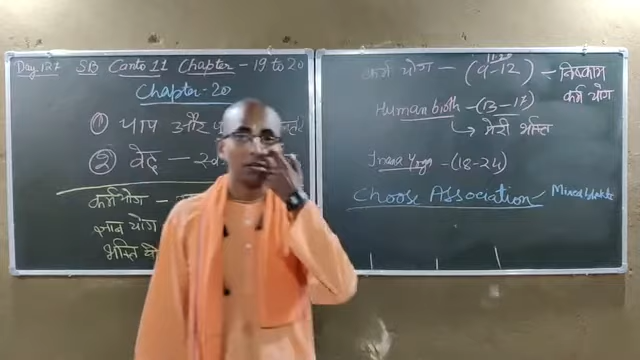 Day. 127 SB Canto 11 Chapter - 19 to 20
Chapter-20
① पाप और
② वेद —
कर्म योग -
ज्ञान योग
भक्ति
कर्म योग - (9-12) - निष्काम
कर्म योग
Human birth - (13-17)
↳ मेरी भक्ति
Jnana Yoga - (18-24)
Choose Association